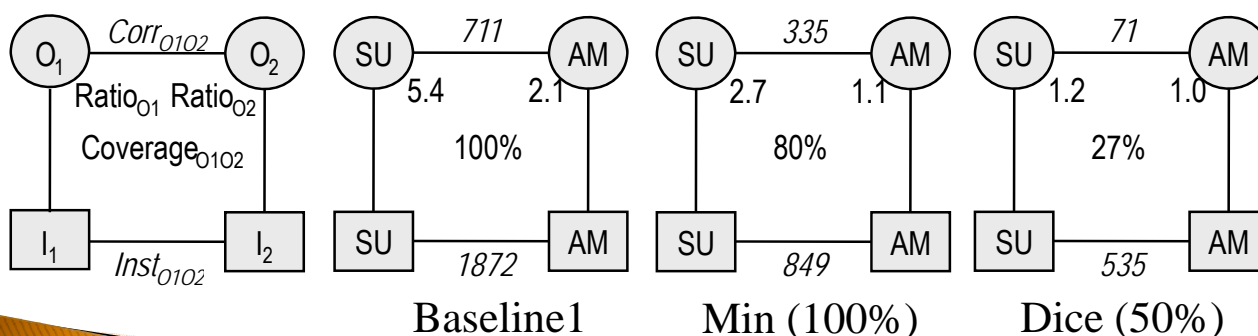 Corr_O1O2
O1 O2
Ratio_O1 Ratio_O2
Coverage_O1O2
I1 I2
Inst_O1O2
711
SU AM
5.4 2.1
100%
SU AM
1872
Baseline1
335
SU AM
2.7 1.1
80%
SU AM
849
Min (100%)
71
SU AM
1.2 1.0
27%
SU AM
535
Dice (50%)